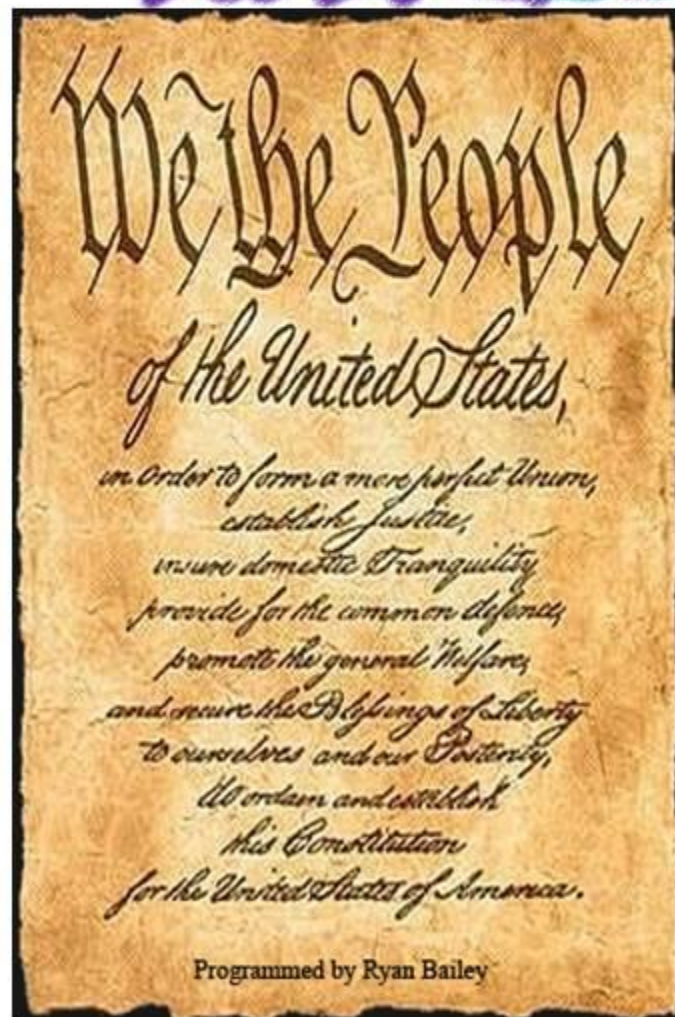 We the People
of the United States,
in Order to form a more perfect Union,
establish Justice,
insure domestic Tranquility
provide for the common defence,
promote the general Welfare,
and secure the Blessings of Liberty
to ourselves and our Posterity,
do ordain and establish
this Constitution
for the United States of America.
Programmed by Ryan Bailey